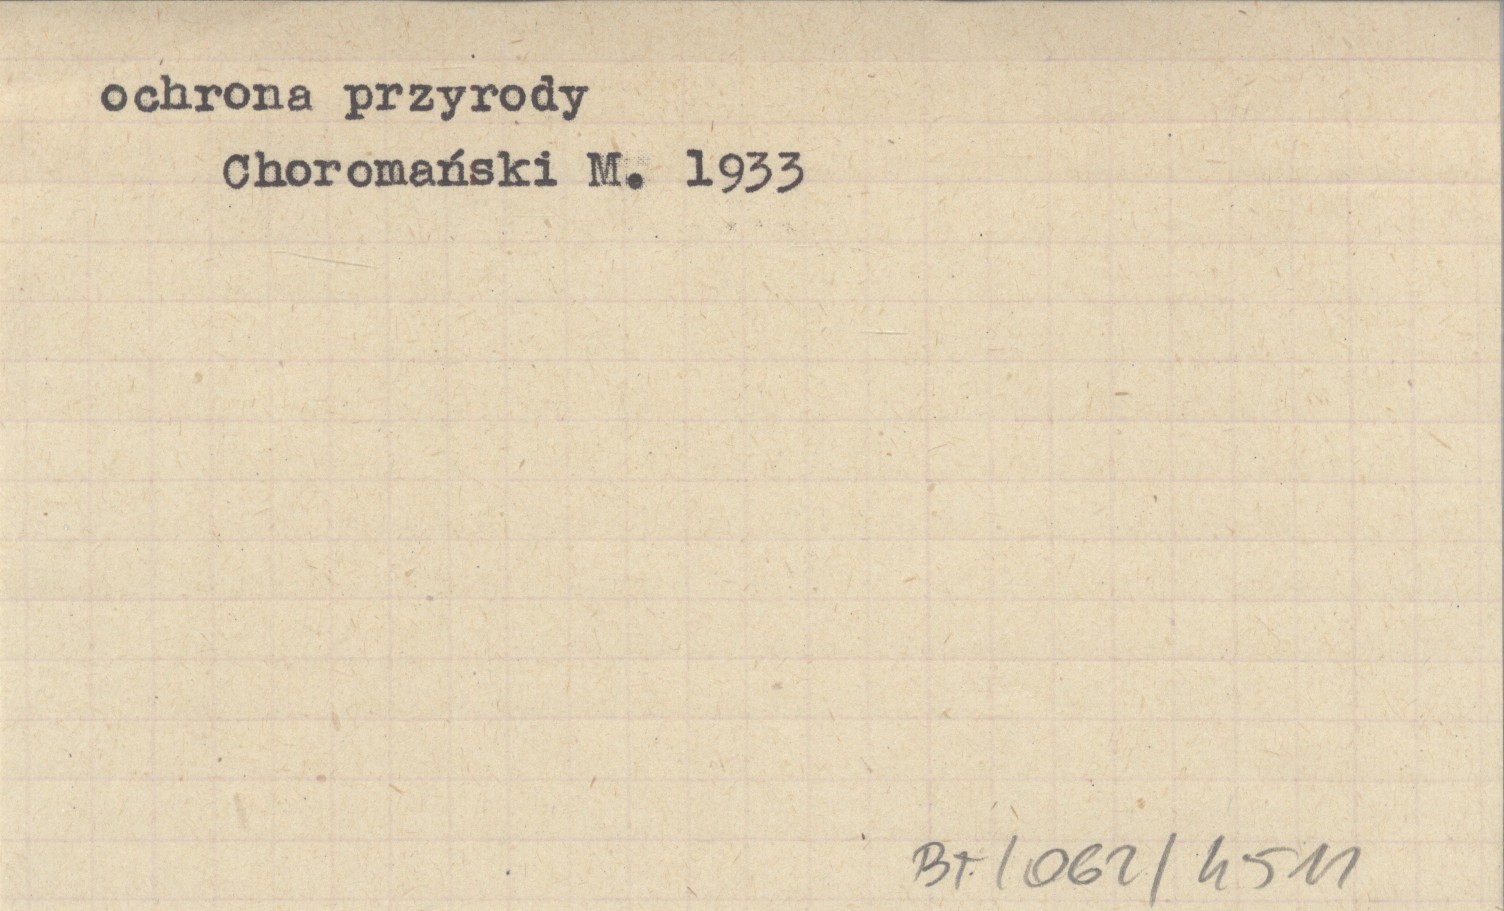 ochrona przyrody
Choromański M. 1933
BT/062/4511